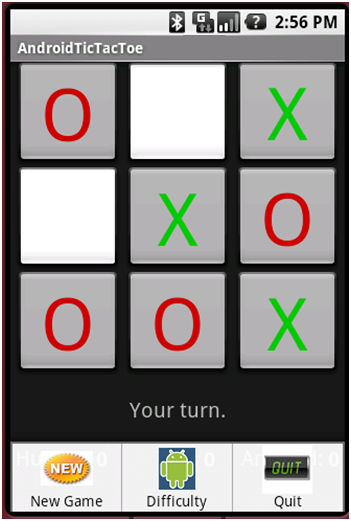 2:56 PM
AndroidTicTacToe
O X
X O
O O X
Your turn.
NEW QUIT
New Game Difficulty Quit